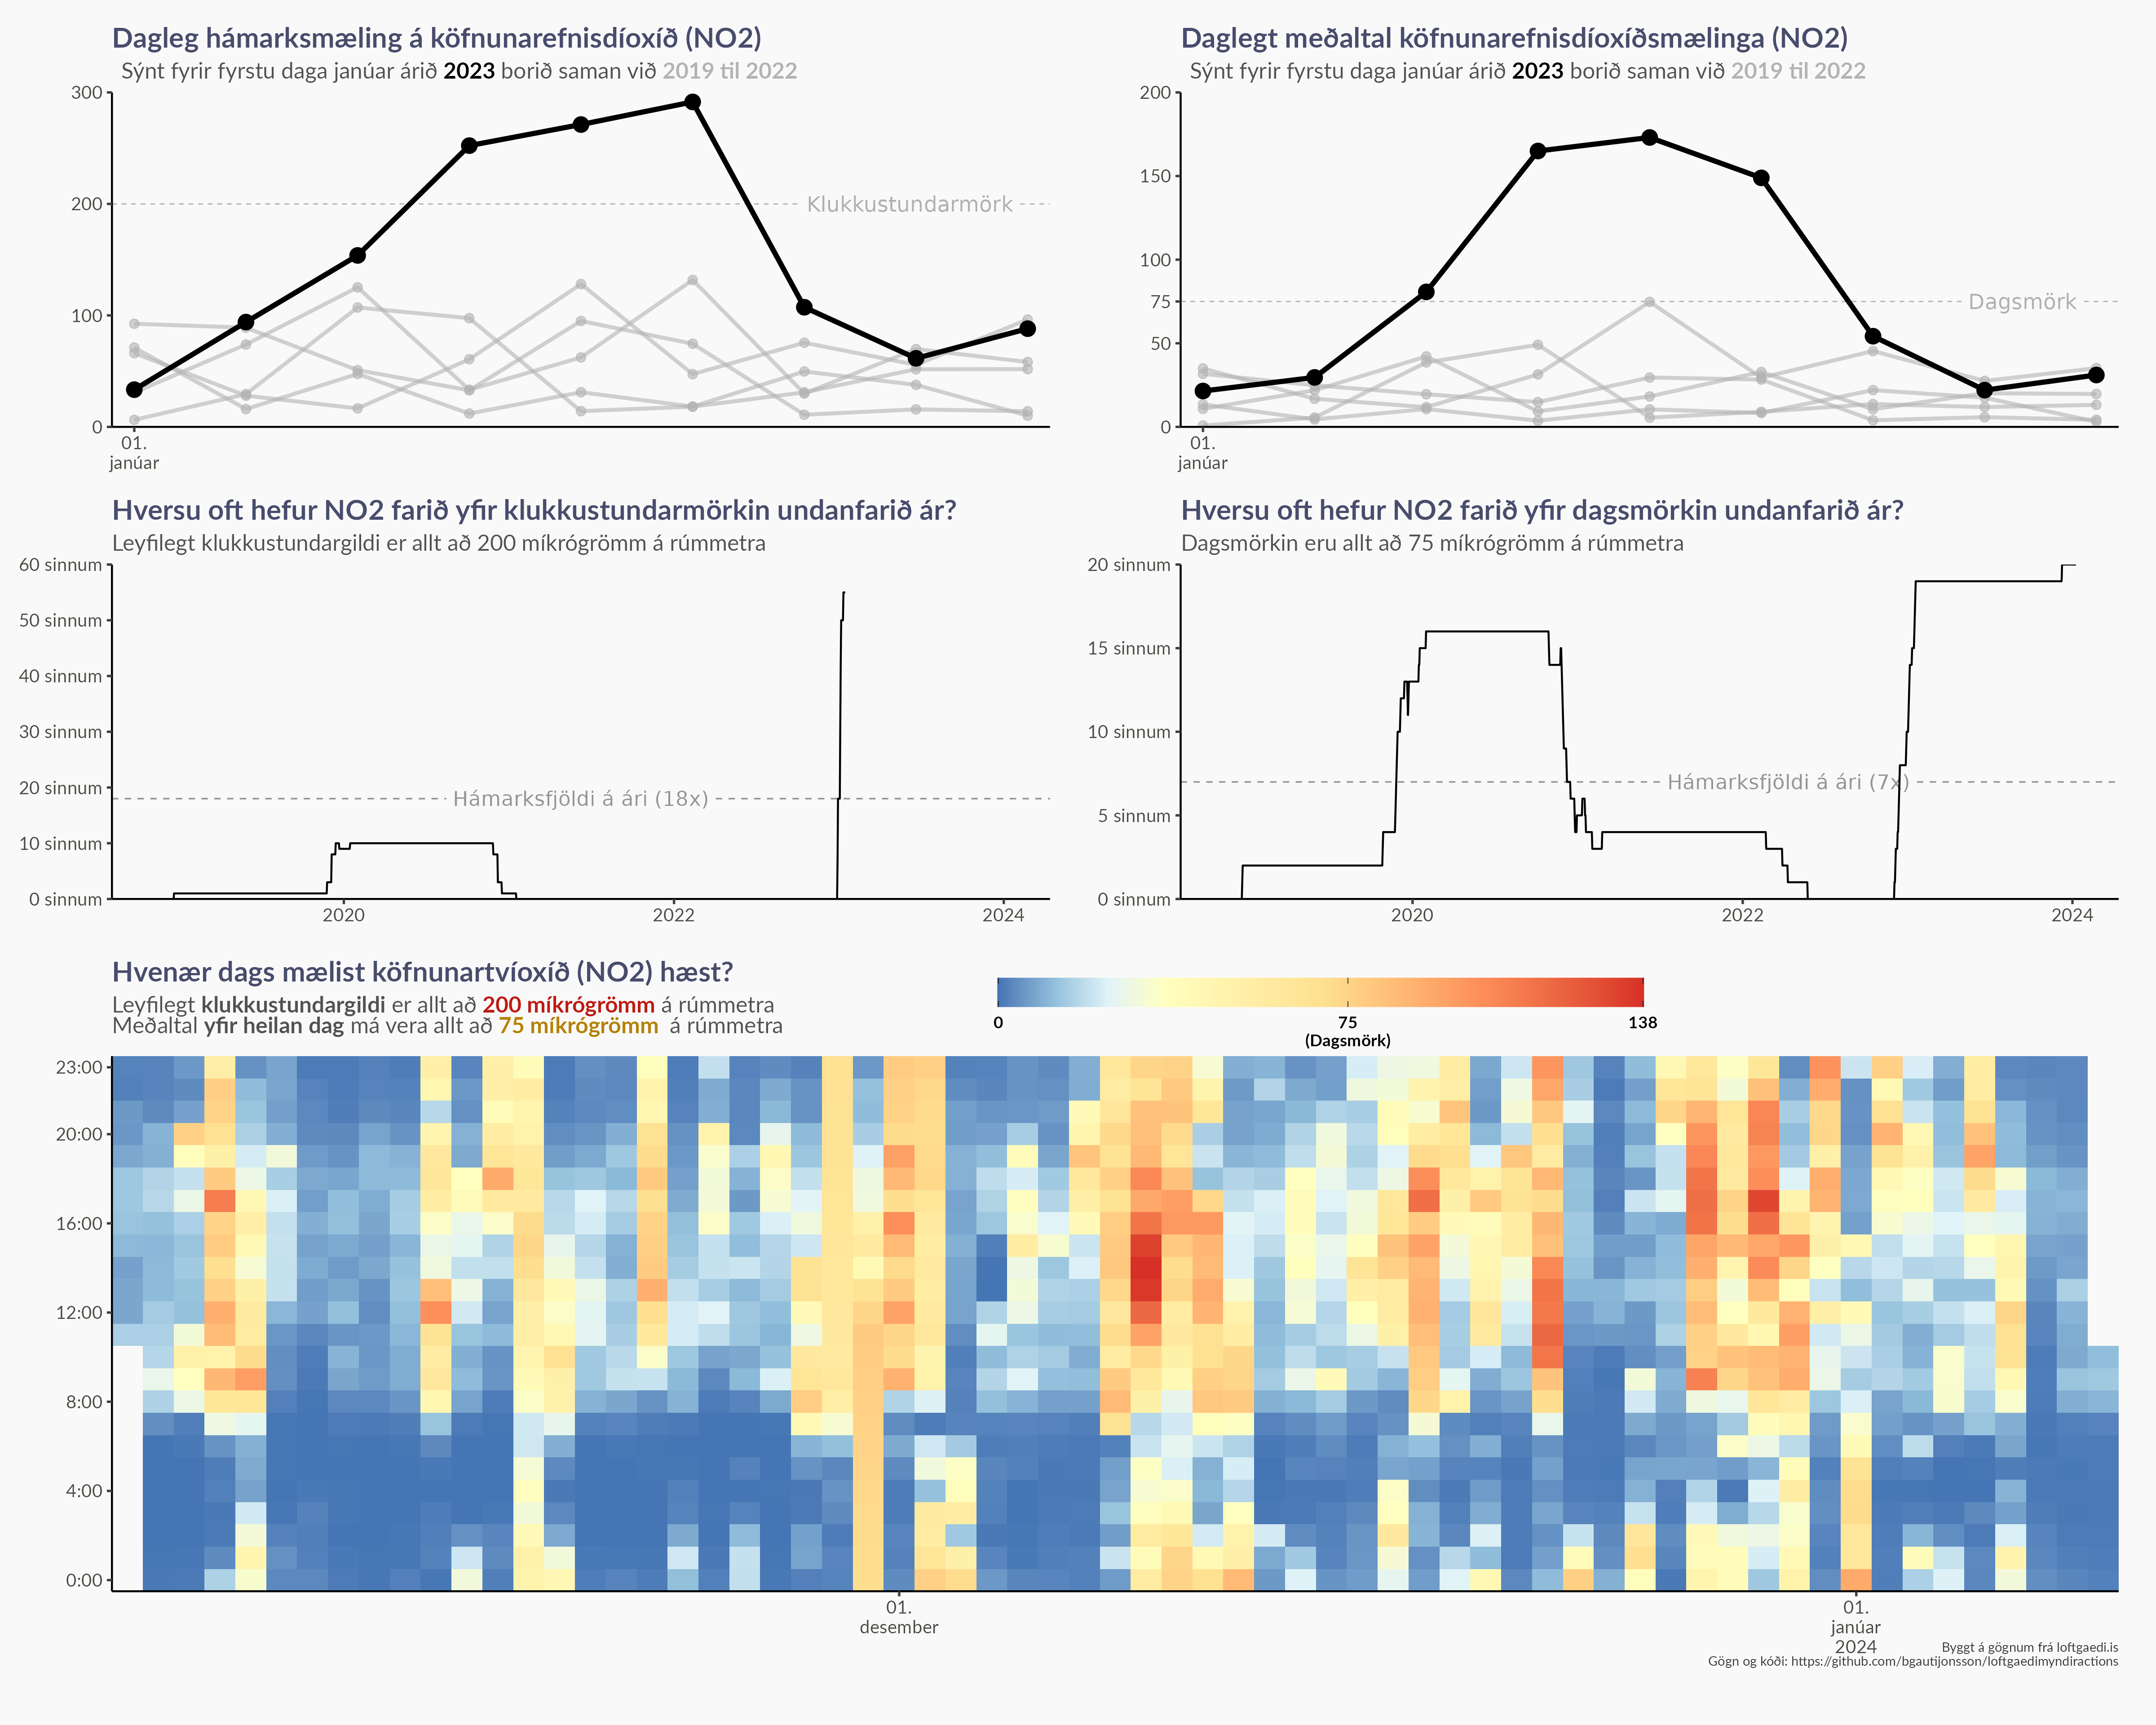 Dagleg hámarksmæling á köfnunarefnisdíoxíð (NO2)
Sýnt fyrir fyrstu daga janúar árið 2023 borið saman við 2019 til 2022
300
200
100
0
Klukkustundarmörk
01.
janúar
Daglegt meðaltal köfnunarefnisdíoxíðsmælinga (NO2)
Sýnt fyrir fyrstu daga janúar árið 2023 borið saman við 2019 til 2022
200
150
100
75
50
0
Dagsmörk
01.
janúar
Hversu oft hefur NO2 farið yfir klukkustundarmörkin undanfarið ár?
Leyfilegt klukkustundargildi er allt að 200 míkrógrömm á rúmmetra
60 sinnum
50 sinnum
40 sinnum
30 sinnum
20 sinnum
10 sinnum
0 sinnum
Hámarksfjöldi á ári (18x)
2020
2022
2024
Hversu oft hefur NO2 farið yfir dagsmörkin undanfarið ár?
Dagsmörkin eru allt að 75 míkrógrömm á rúmmetra
20 sinnum
15 sinnum
10 sinnum
5 sinnum
0 sinnum
Hámarksfjöldi á ári (7x)
2020
2022
2024
Hvenær dags mælist köfnunartvíoxíð (NO2) hæst?
Leyfilegt klukkustundargildi er allt að 200 míkrógrömm á rúmmetra
Meðaltal yfir heilan dag má vera allt að 75 míkrógrömm á rúmmetra
0
75
(Dagsmörk)
138
23:00
20:00
16:00
12:00
8:00
4:00
0:00
01.
desember
01.
janúar
2024
Byggt á gögnum frá loftgaedi.is
Gögn og kóði: https://github.com/bgautijonsson/loftgaedimyndiractions